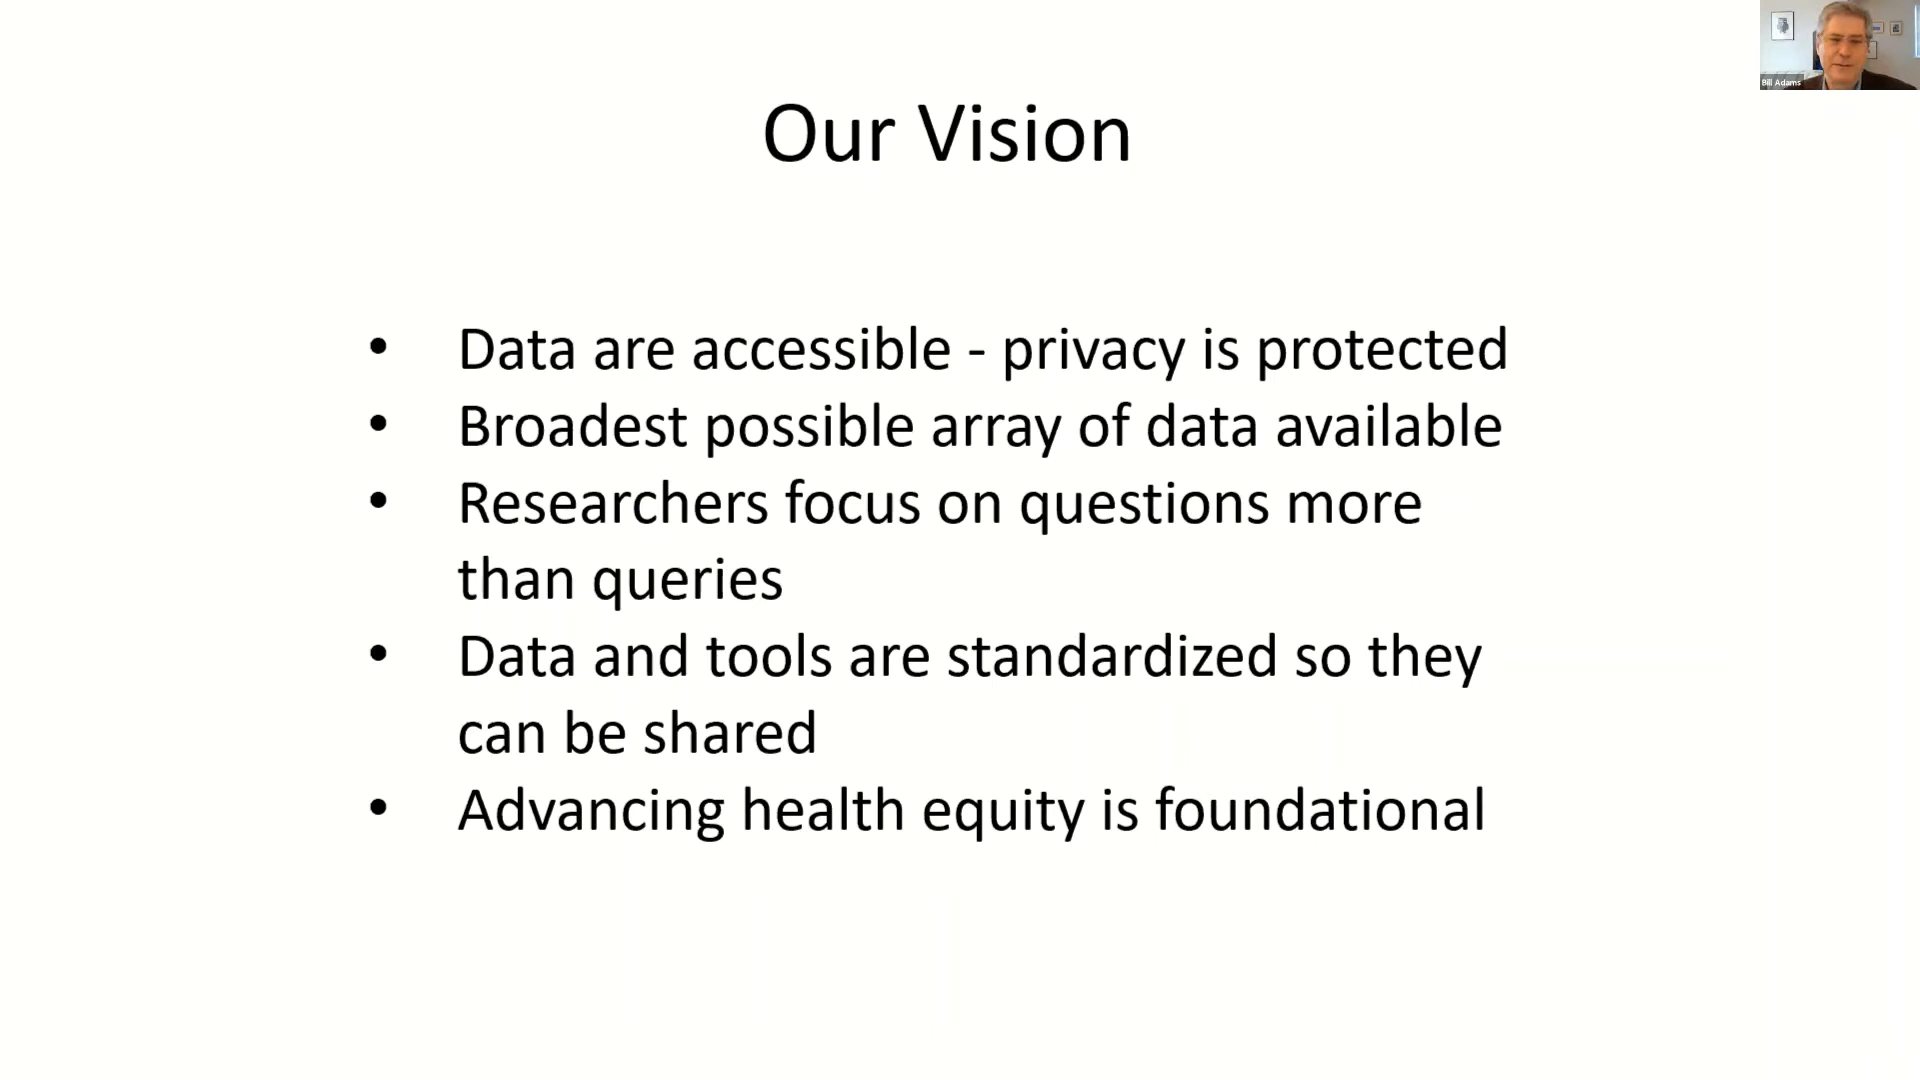 Bill Adams
Our Vision
• Data are accessible - privacy is protected
• Broadest possible array of data available
• Researchers focus on questions more
than queries
• Data and tools are standardized so they
can be shared
• Advancing health equity is foundational